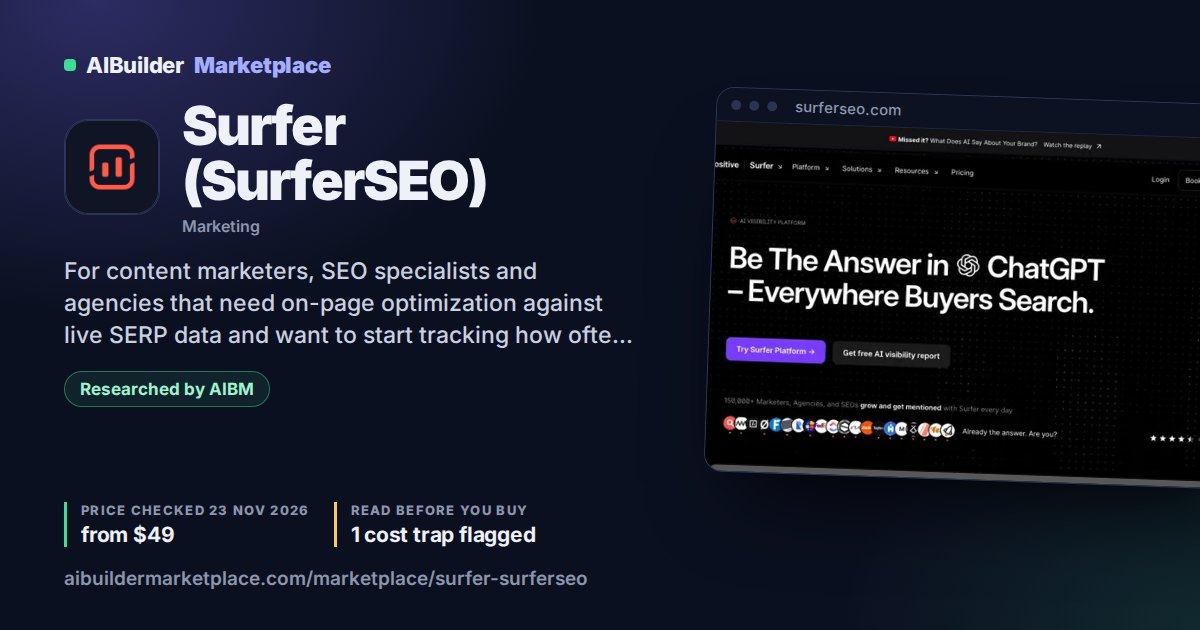 AIBuilder Marketplace
Surfer
(SurferSEO)
Marketing
For content marketers, SEO specialists and
agencies that need on-page optimization against
live SERP data and want to start tracking how ofte...
Researched by AIBM
PRICE CHECKED 23 NOV 2026
from $49
READ BEFORE YOU BUY
1 cost trap flagged
aibuildermarketplace.com/marketplace/surfer-surferseo
surferseo.com
Missed it? What Does AI Say About Your Brand? Watch the replay
ositive Surfer Platform Solutions Resources Pricing Login Book
AI VISIBILITY PLATFORM
Be The Answer in ChatGPT
– Everywhere Buyers Search.
Try Surfer Platform → Get free AI visibility report
150,000+ Marketers, Agencies, and SEOs grow and get mentioned with Surfer every day
Already the answer. Are you?